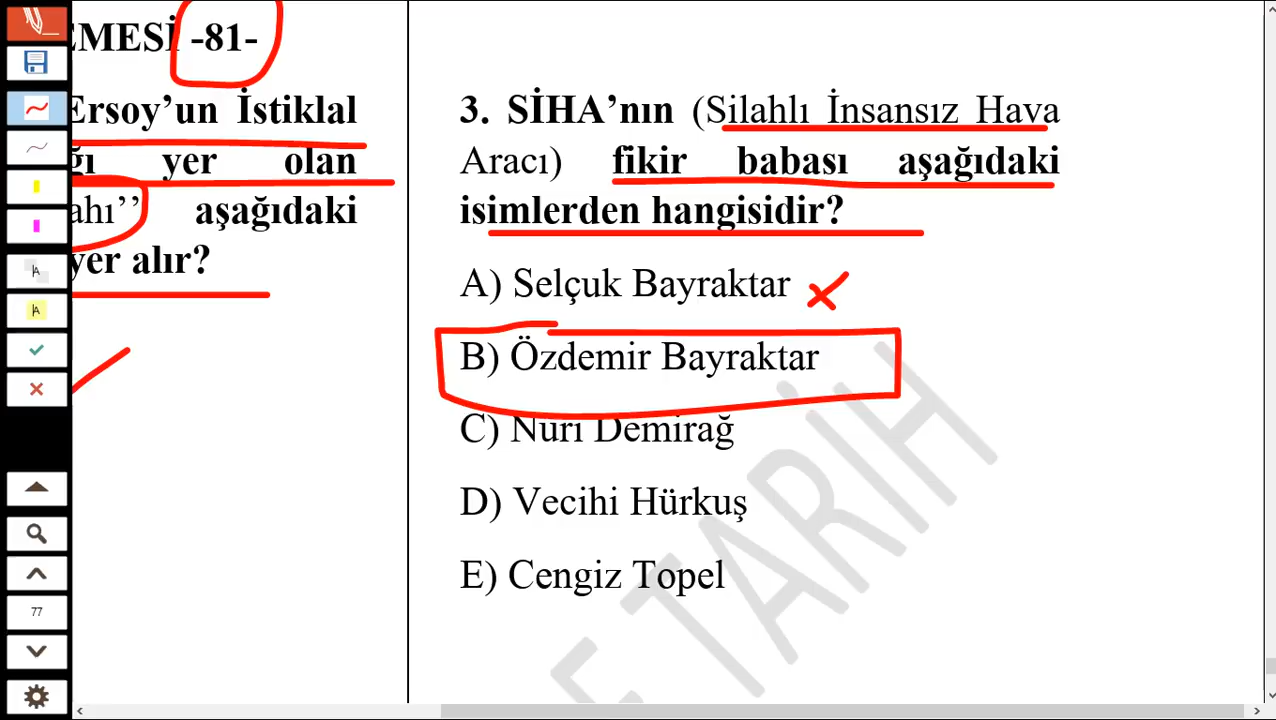 EMESİ -81-
Ersoy’un İstiklal
ğı yer olan
ahı’’ aşağıdaki
yer alır?
3. SİHA’nın (Silahlı İnsansız Hava
Aracı) fikir babası aşağıdaki
isimlerden hangisidir?
A) Selçuk Bayraktar
B) Özdemir Bayraktar
C) Nuri Demirağ
D) Vecihi Hürkuş
E) Cengiz Topel
E TARİH
A
A
77